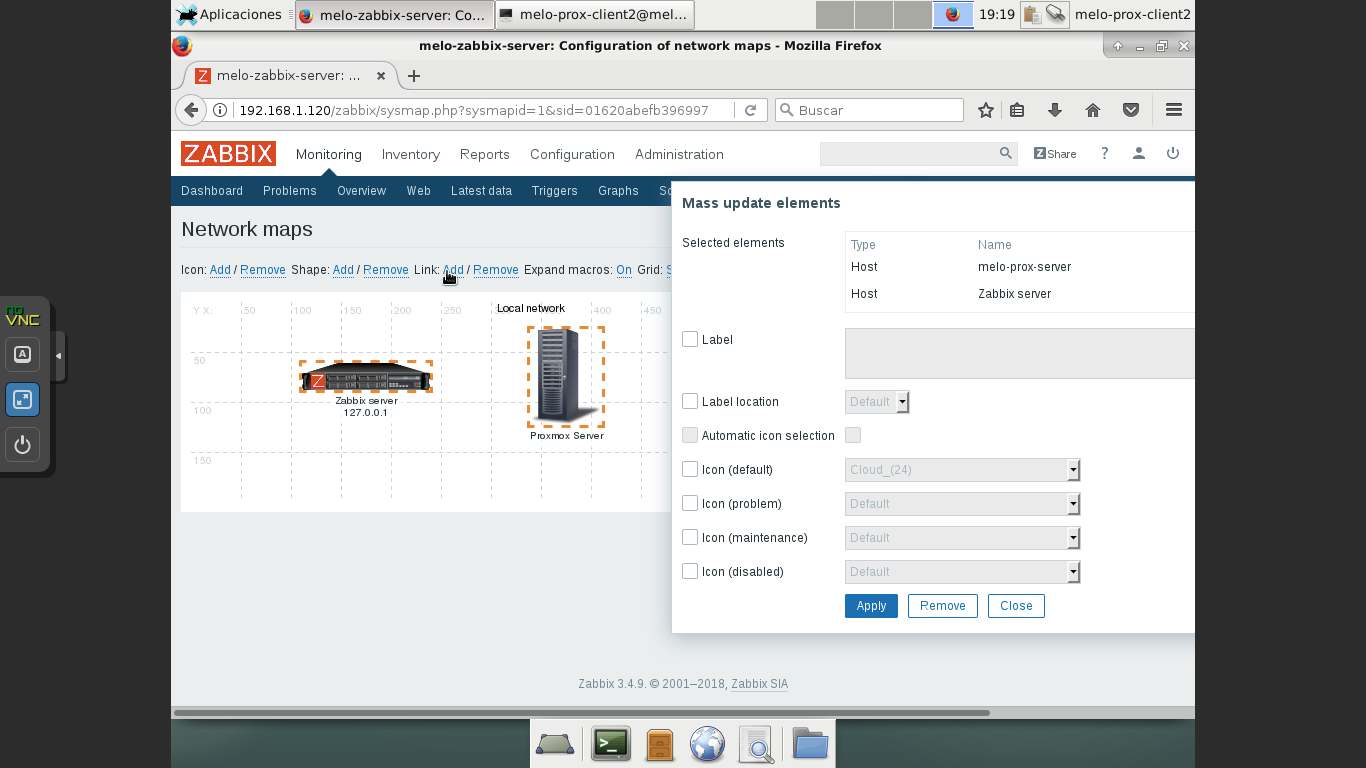 Aplicaciones melo-zabbix-server: Co... melo-prox-client2@mel... 19:19 melo-prox-client2
melo-zabbix-server: Configuration of network maps - Mozilla Firefox
melo-zabbix-server: ...
192.168.1.120/zabbix/sysmap.php?sysmapid=1&sid=01620abefb396997 Buscar
ZABBIX Monitoring Inventory Reports Configuration Administration Z Share ?
Dashboard Problems Overview Web Latest data Triggers Graphs Sc
Network maps
Icon: Add / Remove Shape: Add / Remove Link: Add / Remove Expand macros: On Grid: S
Y X: 50 100 150 200 250 400 450
Local network
50
100
150
Zabbix server
127.0.0.1
Proxmox Server
Mass update elements
Selected elements
Type Name
Host melo-prox-server
Host Zabbix server
Label
Label location Default
Automatic icon selection
Icon (default) Cloud_(24)
Icon (problem) Default
Icon (maintenance) Default
Icon (disabled) Default
Apply Remove Close
Zabbix 3.4.9. © 2001–2018, Zabbix SIA
no
VNC
A